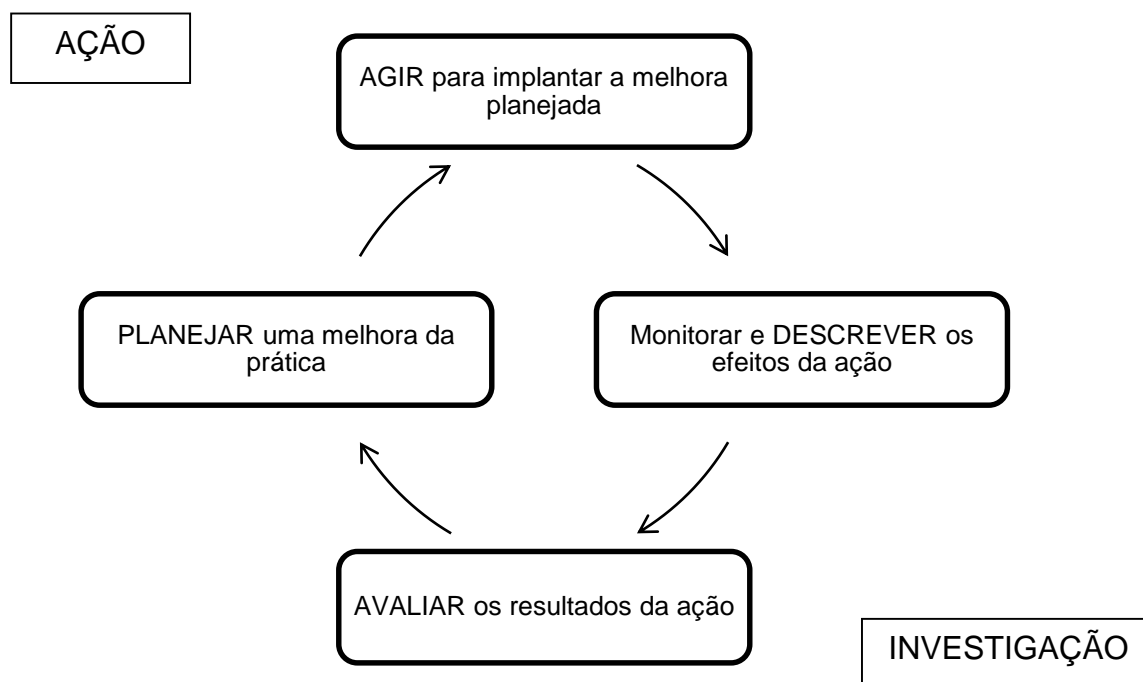 AÇÃO
AGIR para implantar a melhora
planejada
PLANEJAR uma melhora da
prática
Monitorar e DESCREVER os
efeitos da ação
AVALIAR os resultados da ação
INVESTIGAÇÃO